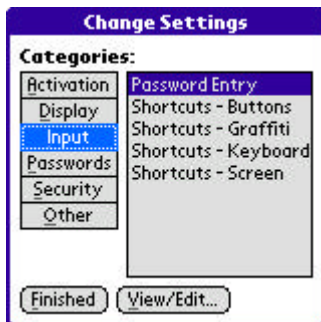 Change Settings
Categories:
Activation
Display
Input
Passwords
Security
Other
Password Entry
Shortcuts - Buttons
Shortcuts - Graffiti
Shortcuts - Keyboard
Shortcuts - Screen
Finished
View/Edit...